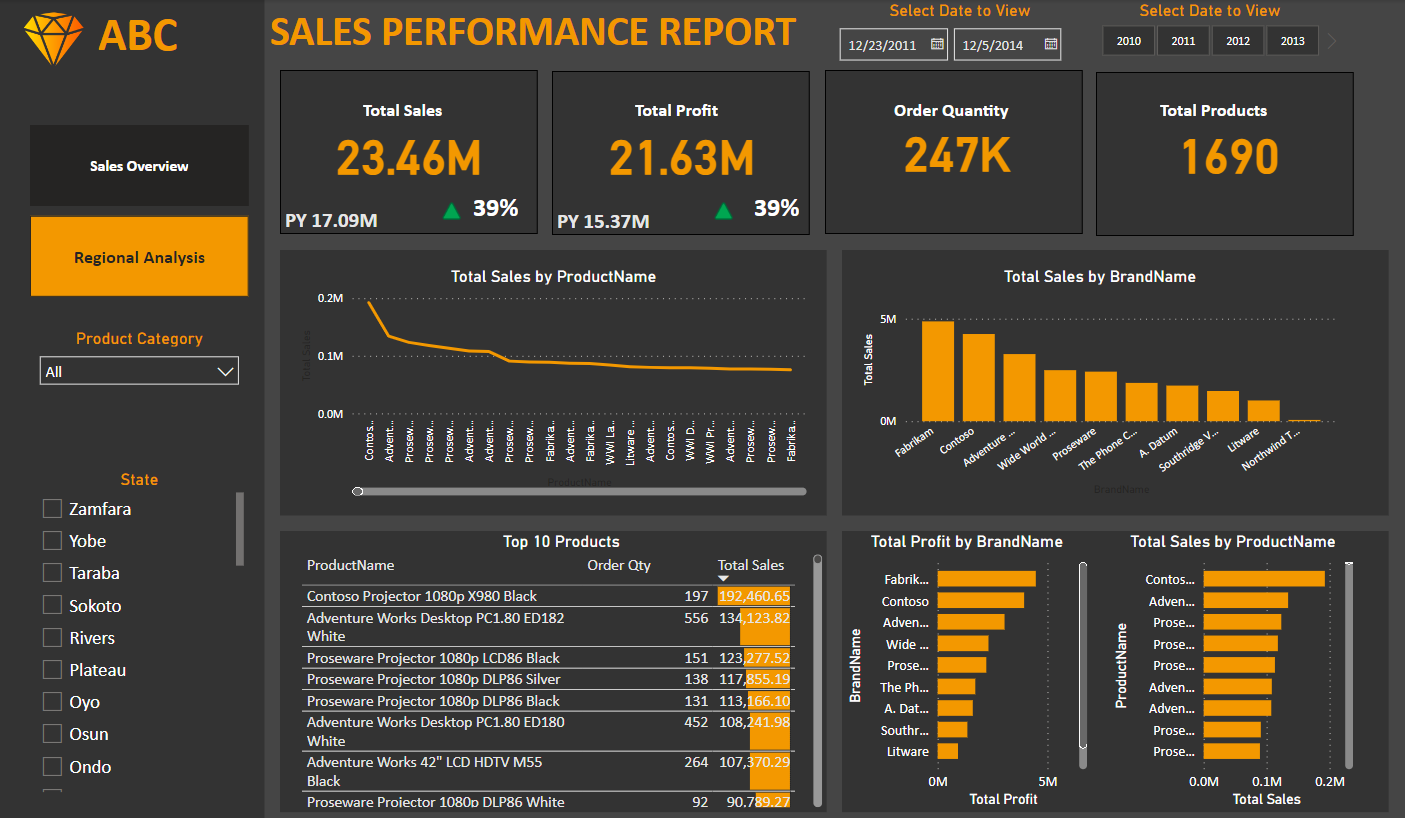 ABC
SALES PERFORMANCE REPORT
Select Date to View
12/23/2011
12/5/2014
Select Date to View
2010
2011
2012
2013
Sales Overview
Regional Analysis
Product Category
All
State
Zamfara
Yobe
Taraba
Sokoto
Rivers
Plateau
Oyo
Osun
Ondo
Total Sales
23.46M
PY 17.09M
39%
Total Profit
21.63M
PY 15.37M
39%
Order Quantity
247K
Total Products
1690
Total Sales by ProductName
Total Sales
0.2M
0.1M
0.0M
Contos...
Advent...
Prosew...
Prosew...
Prosew...
Advent...
Advent...
Prosew...
Prosew...
Fabrika...
Advent...
Fabrika...
WWI La...
Litware...
Advent...
Contos...
WWI D...
WWI Pr...
Advent...
Prosew...
Prosew...
Fabrika...
ProductName
Total Sales by BrandName
Total Sales
5M
0M
Fabrikam
Contoso
Adventure ...
Wide World ...
Proseware
The Phone C...
A. Datum
Southridge V...
Litware
Northwind T...
BrandName
Top 10 Products
ProductName Order Qty Total Sales
Contoso Projector 1080p X980 Black 197 192,460.65
Adventure Works Desktop PC1.80 ED182 556 134,123.82
White
Proseware Projector 1080p LCD86 Black 151 123,277.52
Proseware Projector 1080p DLP86 Silver 138 117,855.19
Proseware Projector 1080p DLP86 Black 131 113,166.10
Adventure Works Desktop PC1.80 ED180 452 108,241.98
White
Adventure Works 42" LCD HDTV M55 264 107,370.29
Black
Proseware Projector 1080p DLP86 White 92 90,789.27
Total Profit by BrandName
BrandName
Fabrik...
Contoso
Adven...
Wide ...
Prose...
The Ph...
A. Dat...
Southr...
Litware
0M
5M
Total Profit
Total Sales by ProductName
ProductName
Contos...
Adven...
Prose...
Prose...
Prose...
Adven...
Adven...
Prose...
Prose...
0.0M
0.1M
0.2M
Total Sales